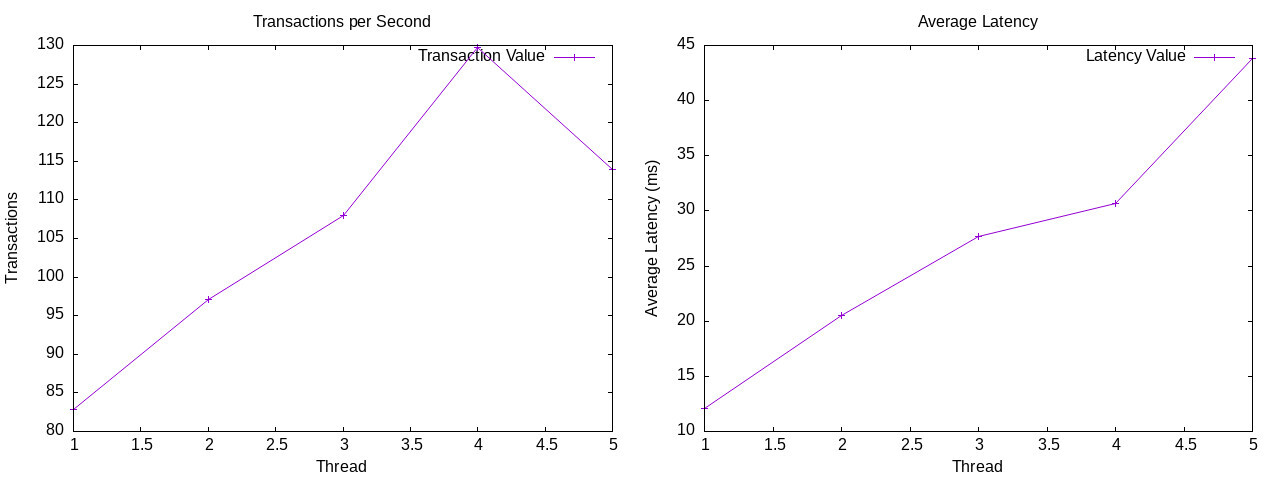 Transactions per Second
130
125
120
115
110
105
100
95
90
85
80
Transactions
Transaction Value
1 1.5 2 2.5 3 3.5 4 4.5 5
Thread
Average Latency
45
40
35
30
25
20
15
10
Average Latency (ms)
Latency Value
1 1.5 2 2.5 3 3.5 4 4.5 5
Thread